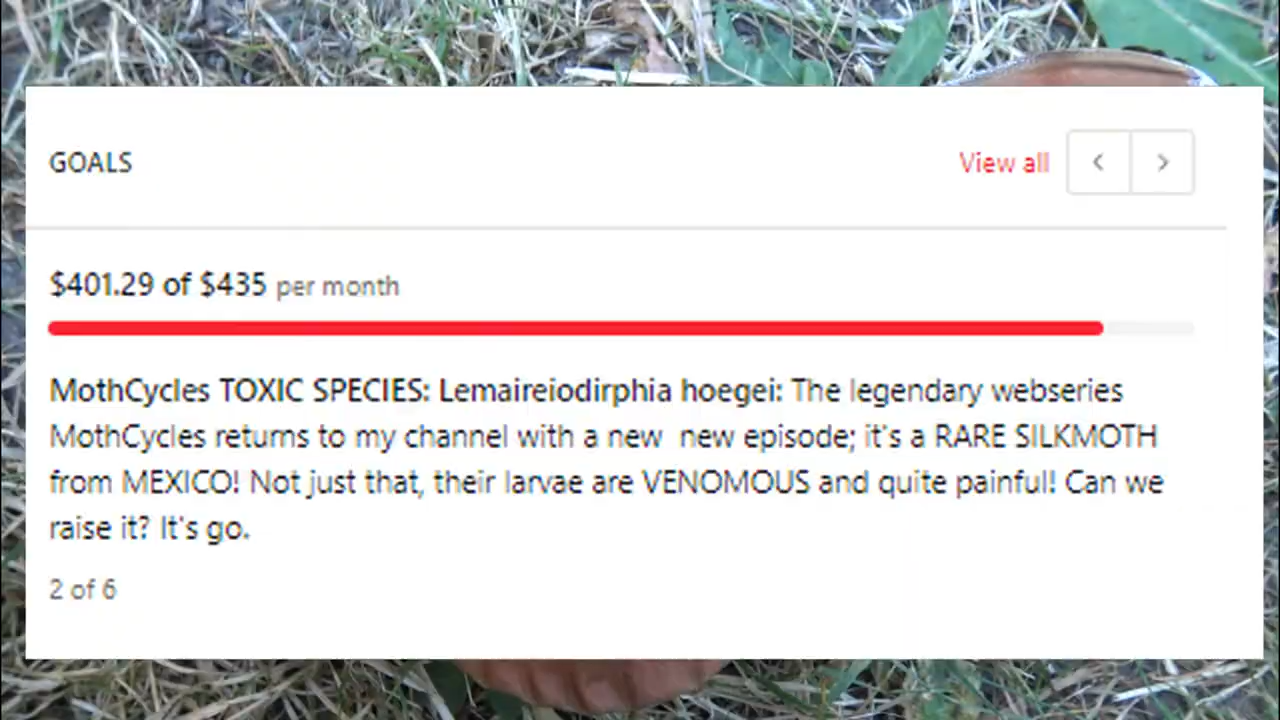 GOALS
View all
$401.29 of $435 per month
MothCycles TOXIC SPECIES: Lemaireiodirphia hoegei: The legendary webseries
MothCycles returns to my channel with a new  new episode; it's a RARE SILKMOTH
from MEXICO! Not just that, their larvae are VENOMOUS and quite painful! Can we
raise it? It's go.
2 of 6